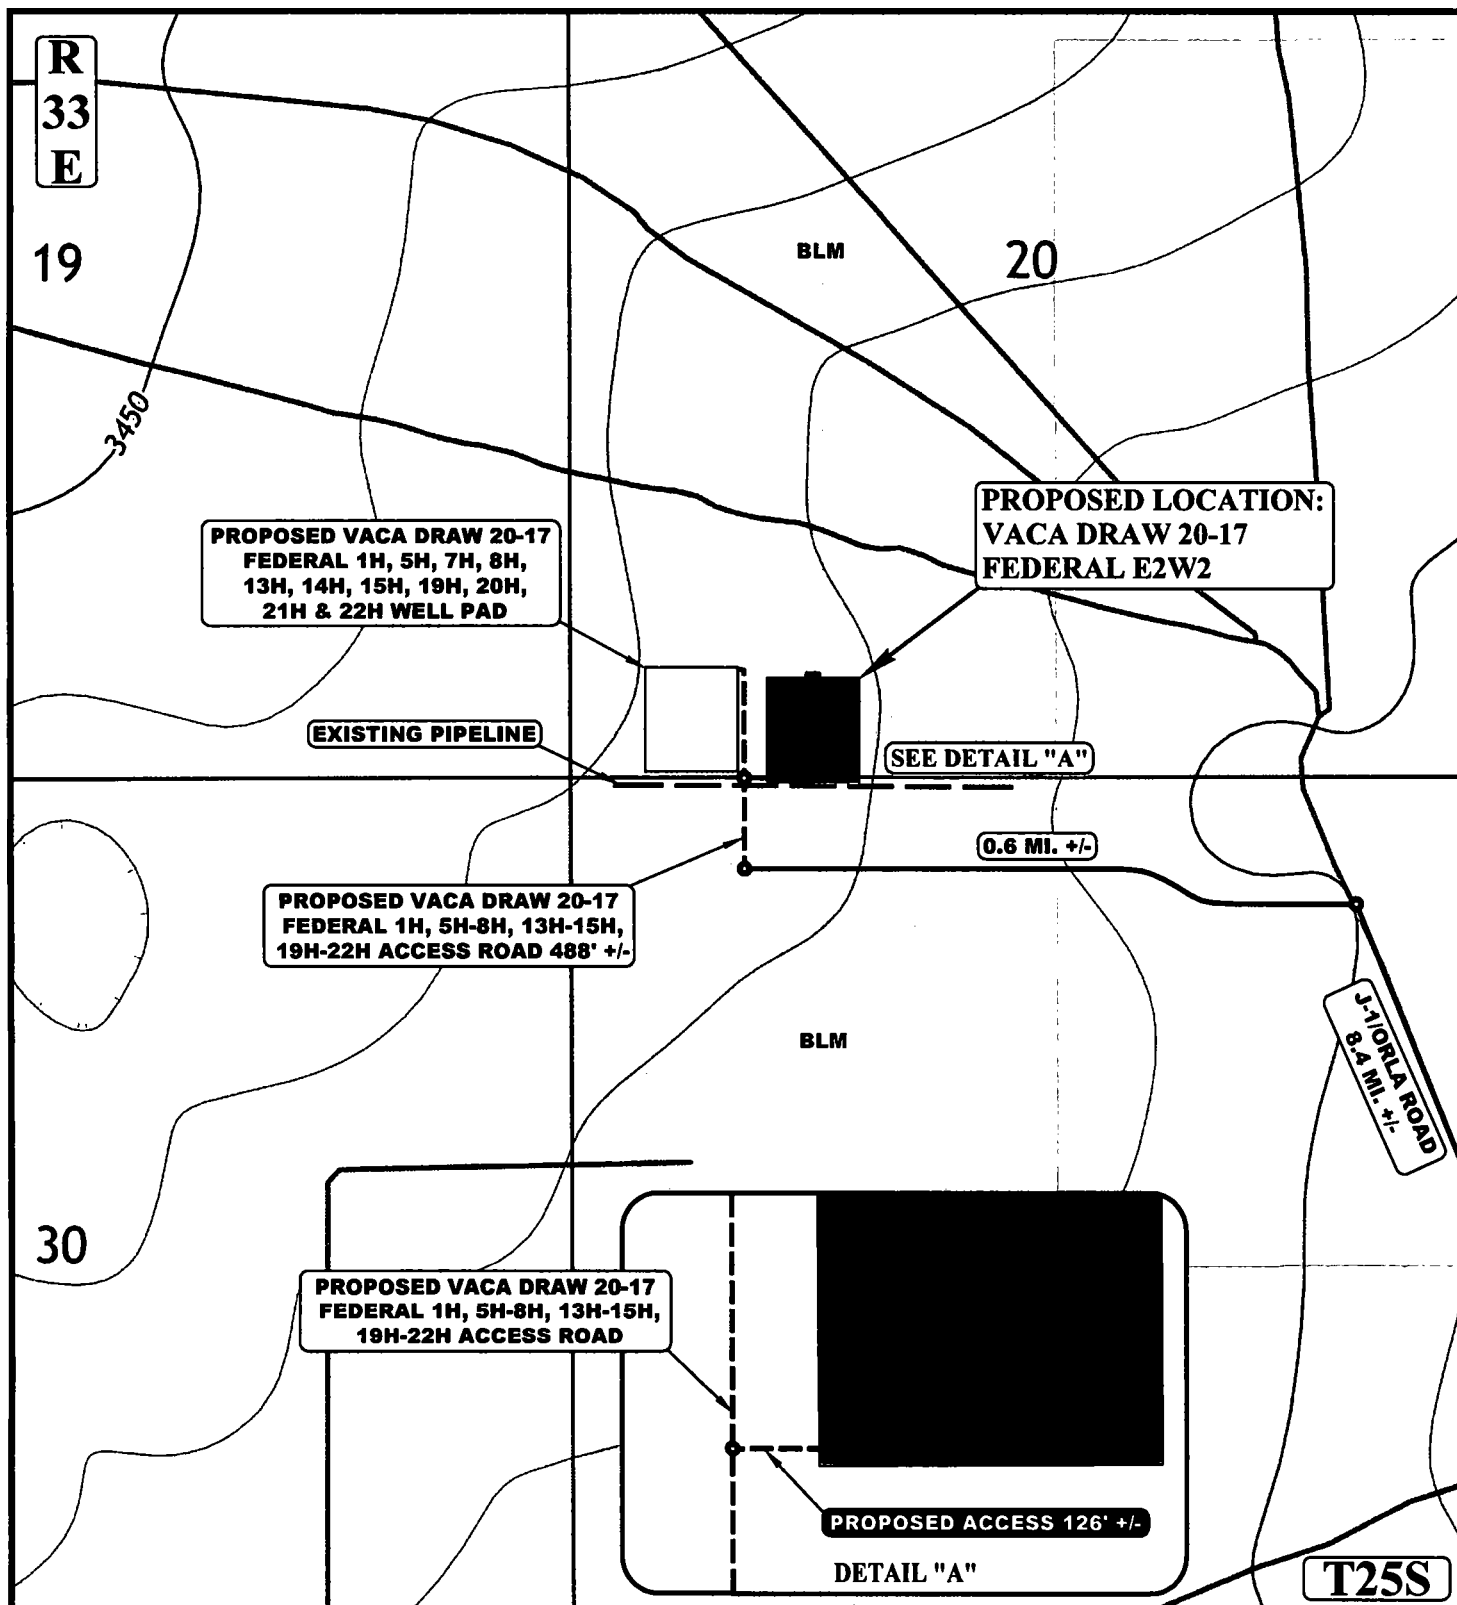 R
33
E
19
BLM
20
3450
PROPOSED LOCATION:
VACA DRAW 20-17
FEDERAL E2W2
PROPOSED VACA DRAW 20-17
FEDERAL 1H, 5H, 7H, 8H,
13H, 14H, 15H, 19H, 20H,
21H & 22H WELL PAD
EXISTING PIPELINE
SEE DETAIL "A"
0.6 MI. +/-
PROPOSED VACA DRAW 20-17
FEDERAL 1H, 5H-8H, 13H-15H,
19H-22H ACCESS ROAD 488' +/-
BLM
J-1/ORLA ROAD
8.4 MI. +/-
30
PROPOSED VACA DRAW 20-17
FEDERAL 1H, 5H-8H, 13H-15H,
19H-22H ACCESS ROAD
PROPOSED ACCESS 126' +/-
DETAIL "A"
T25S